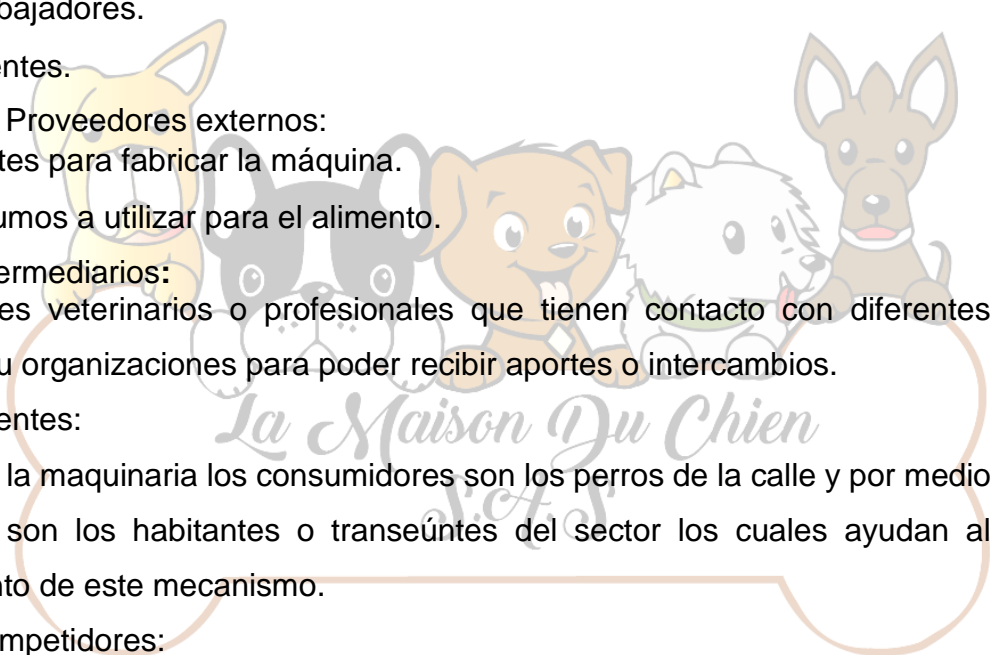 bajadores.
entes.
Proveedores externos:
tes para fabricar la máquina.
umos a utilizar para el alimento.
ermediarios:
es veterinarios o profesionales que tienen contacto con diferentes
u organizaciones para poder recibir aportes o intercambios.
entes:
La Maison Du Chien
la maquinaria los consumidores son los perros de la calle y por medio
S.A.S
son los habitantes o transeúntes del sector los cuales ayudan al
nto de este mecanismo.
mpetidores: